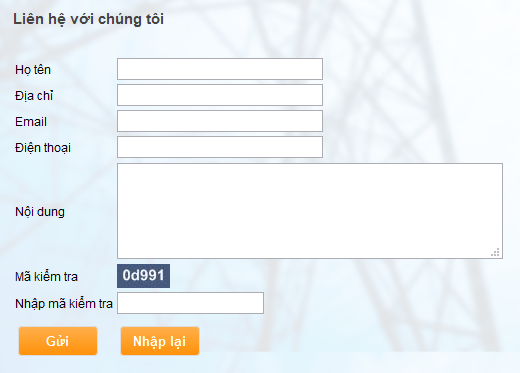 Liên hệ với chúng tôi
Họ tên
Địa chỉ
Email
Điện thoại
Nội dung
Mã kiểm tra 0d991
Nhập mã kiểm tra
Gửi Nhập lại